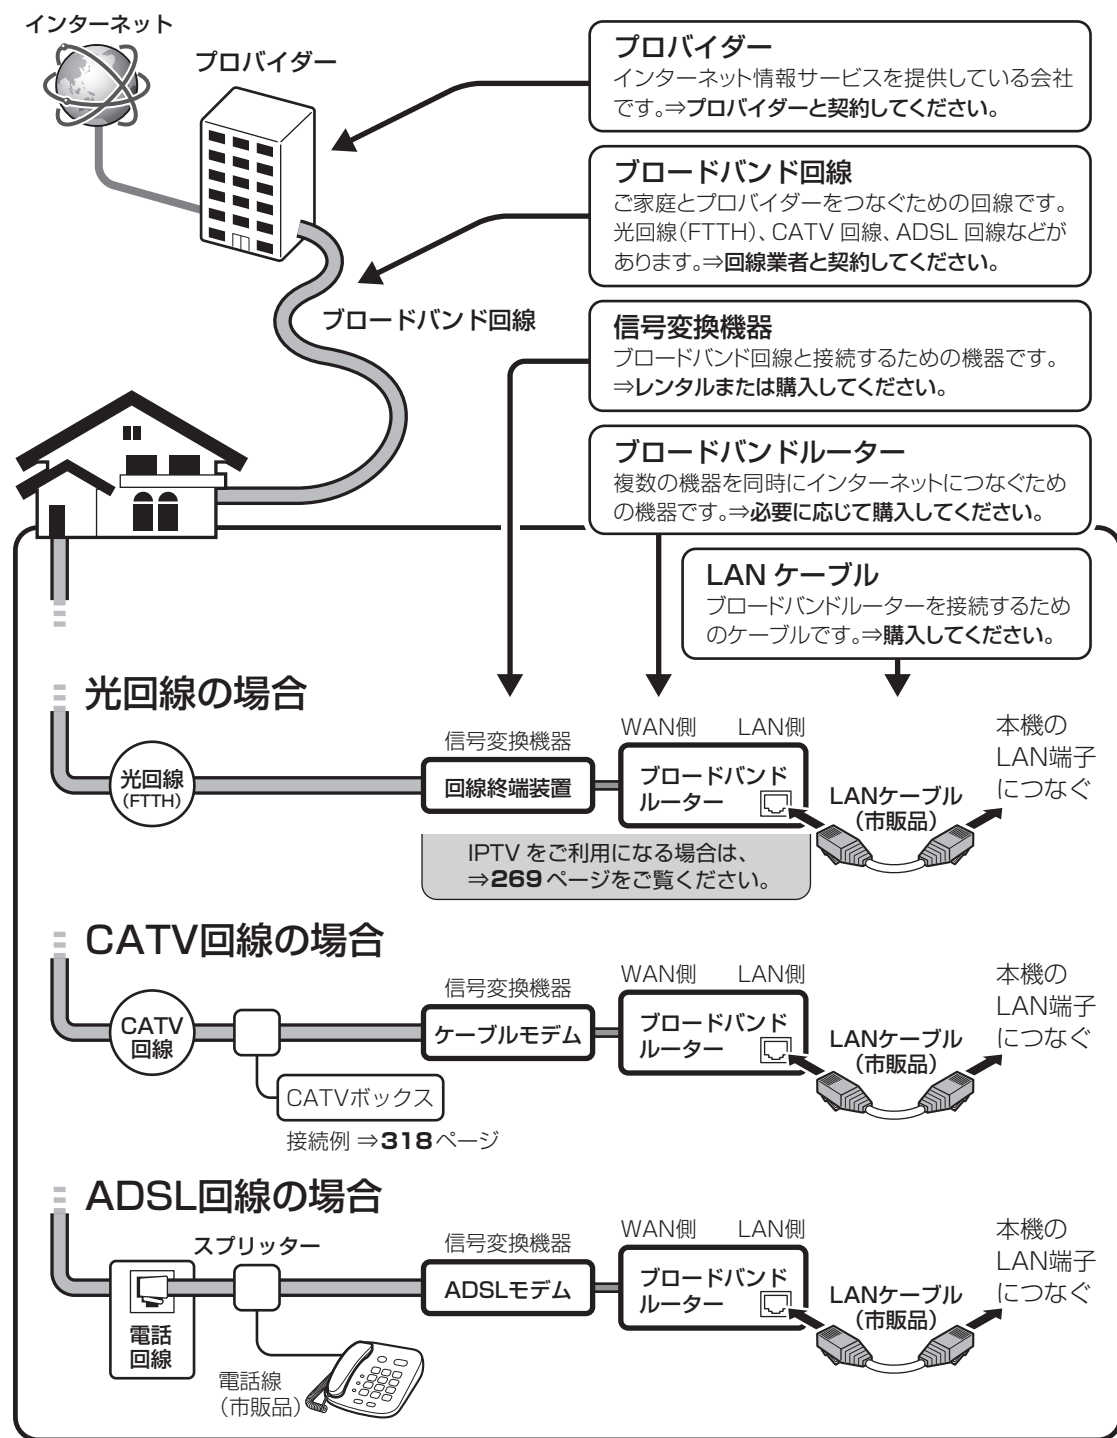 インターネット
プロバイダー
プロバイダー
インターネット情報サービスを提供している会社
です。⇒プロバイダーと契約してください。
ブロードバンド回線
ご家庭とプロバイダーをつなぐための回線です。
光回線(FTTH)、CATV 回線、ADSL 回線などが
あります。⇒回線業者と契約してください。
ブロードバンド回線
信号変換機器
ブロードバンド回線と接続するための機器です。
⇒レンタルまたは購入してください。
ブロードバンドルーター
複数の機器を同時にインターネットにつなぐため
の機器です。⇒必要に応じて購入してください。
LAN ケーブル
ブロードバンドルーターを接続するため
のケーブルです。⇒購入してください。
光回線の場合
光回線
(FTTH)
信号変換機器
回線終端装置
WAN側 LAN側
ブロードバンド
ルーター
LANケーブル
(市販品)
本機の
LAN端子
につなぐ
IPTV をご利用になる場合は、
⇒269 ページをご覧ください。
CATV回線の場合
CATV
回線
CATVボックス
接続例 ⇒318ページ
信号変換機器
ケーブルモデム
WAN側 LAN側
ブロードバンド
ルーター
LANケーブル
(市販品)
本機の
LAN端子
につなぐ
ADSL回線の場合
電話
回線
スプリッター
電話線
(市販品)
信号変換機器
ADSLモデム
WAN側 LAN側
ブロードバンド
ルーター
LANケーブル
(市販品)
本機の
LAN端子
につなぐ